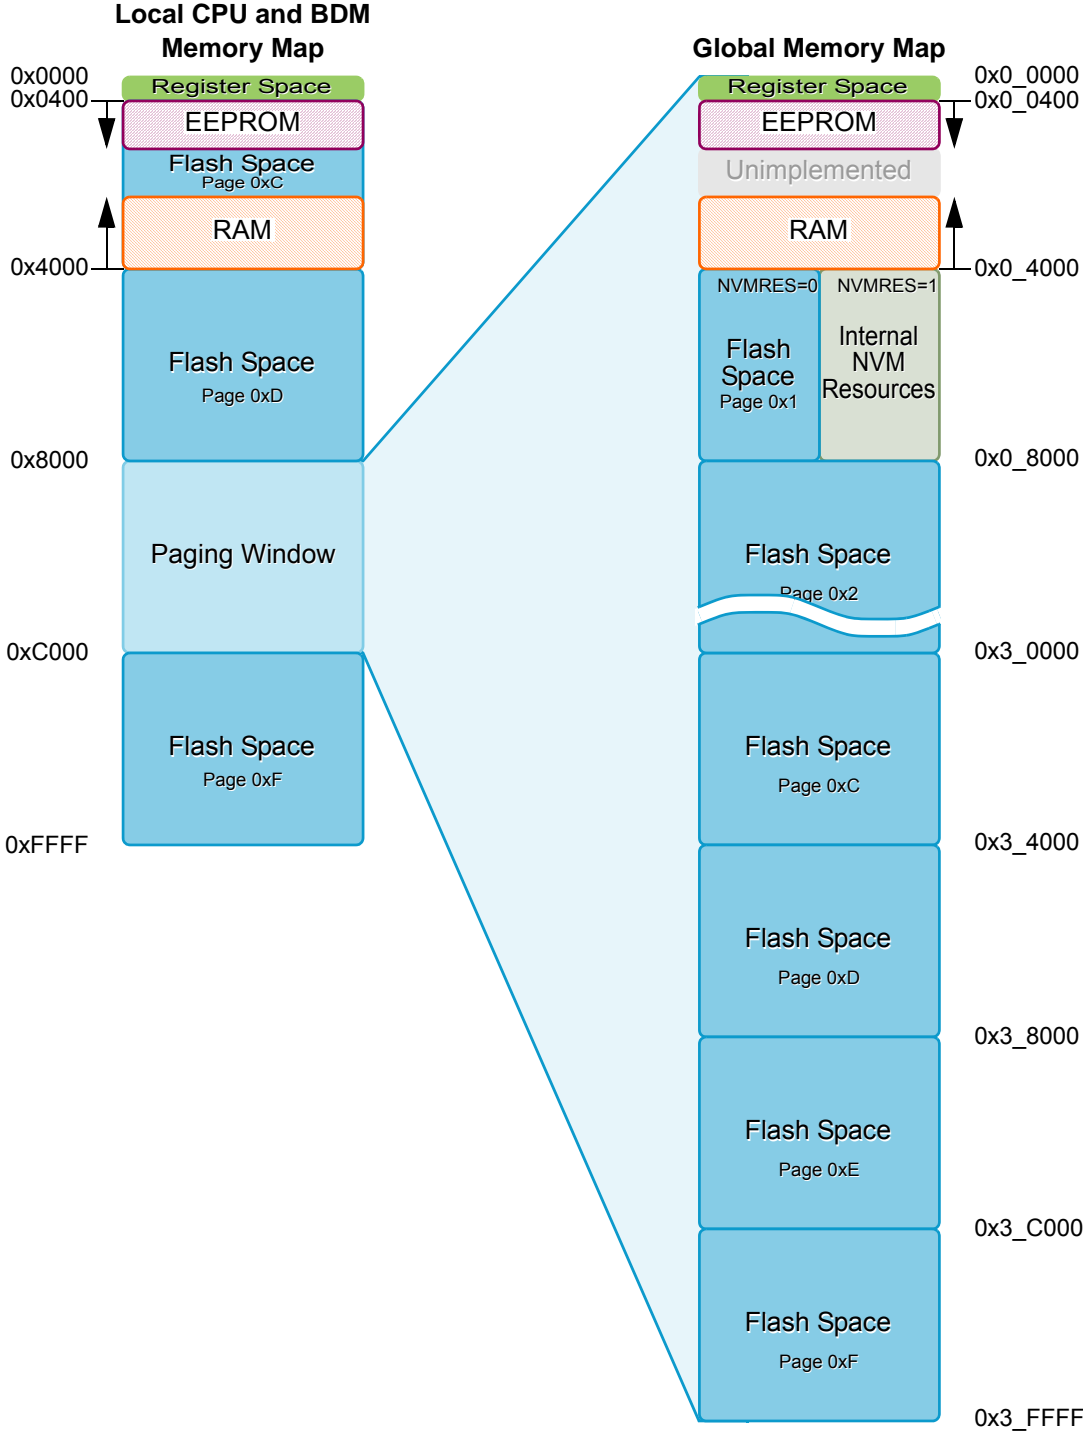 Local CPU and BDM
Memory Map
0x0000
0x0400
Register Space
EEPROM
Flash Space
Page 0xC
RAM
0x4000
Flash Space
Page 0xD
0x8000
Paging Window
0xC000
Flash Space
Page 0xF
0xFFFF
Global Memory Map
Register Space
0x0_0000
0x0_0400
EEPROM
Unimplemented
RAM
0x0_4000
NVMRES=0
NVMRES=1
Flash
Space
Page 0x1
Internal
NVM
Resources
0x0_8000
Flash Space
Page 0x2
0x3_0000
Flash Space
Page 0xC
0x3_4000
Flash Space
Page 0xD
0x3_8000
Flash Space
Page 0xE
0x3_C000
Flash Space
Page 0xF
0x3_FFFF